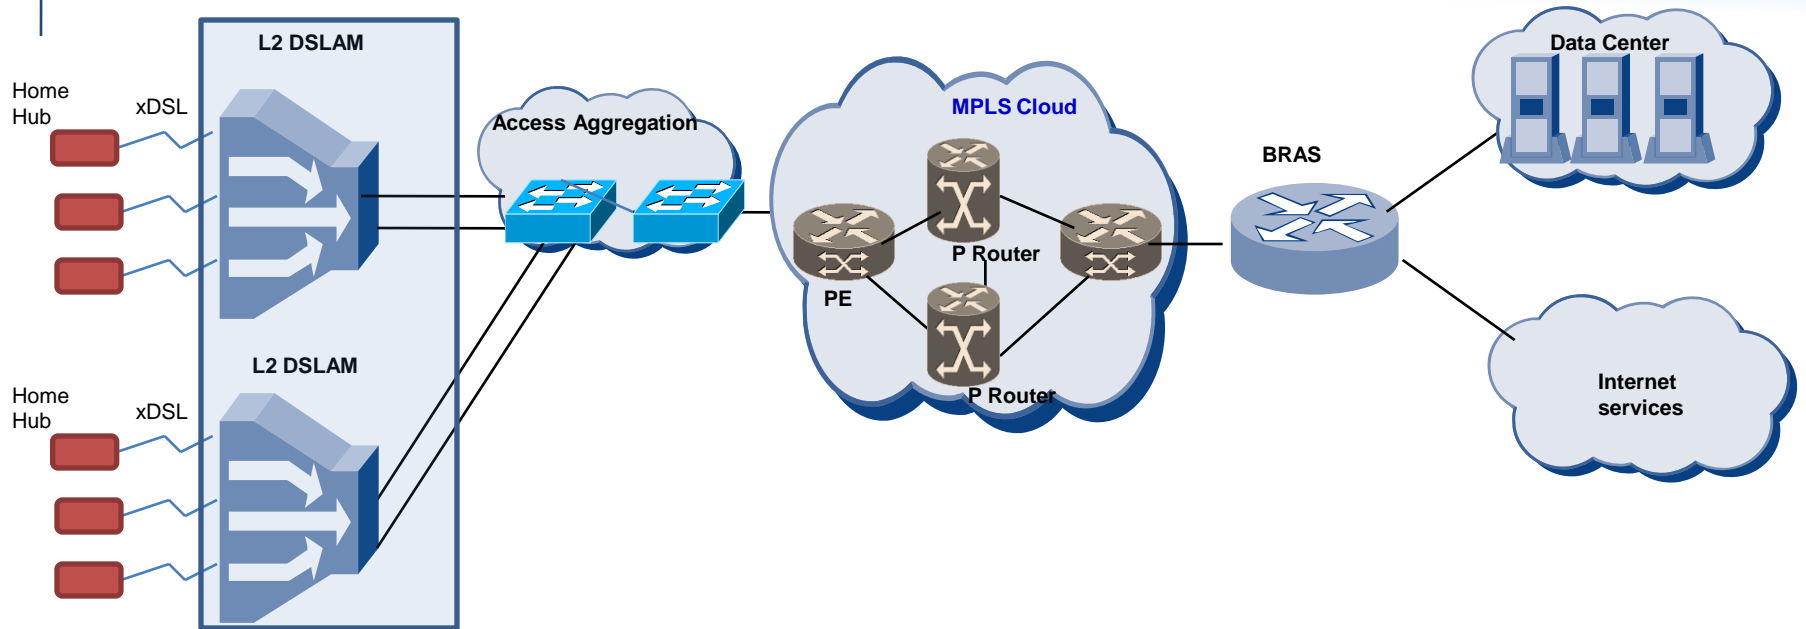 L2 DSLAM
Home
Hub
xDSL
Access Aggregation
MPLS Cloud
P Router
PE
P Router
BRAS
Data Center
Internet
services
L2 DSLAM
Home
Hub
xDSL